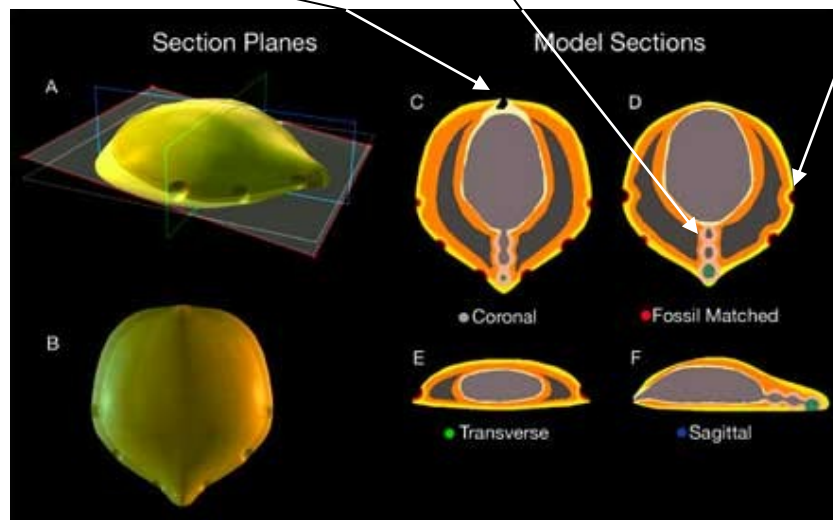 Section Planes
Model Sections
A
B
C
D
Coronal
Fossil Matched
E
F
Transverse
Sagittal